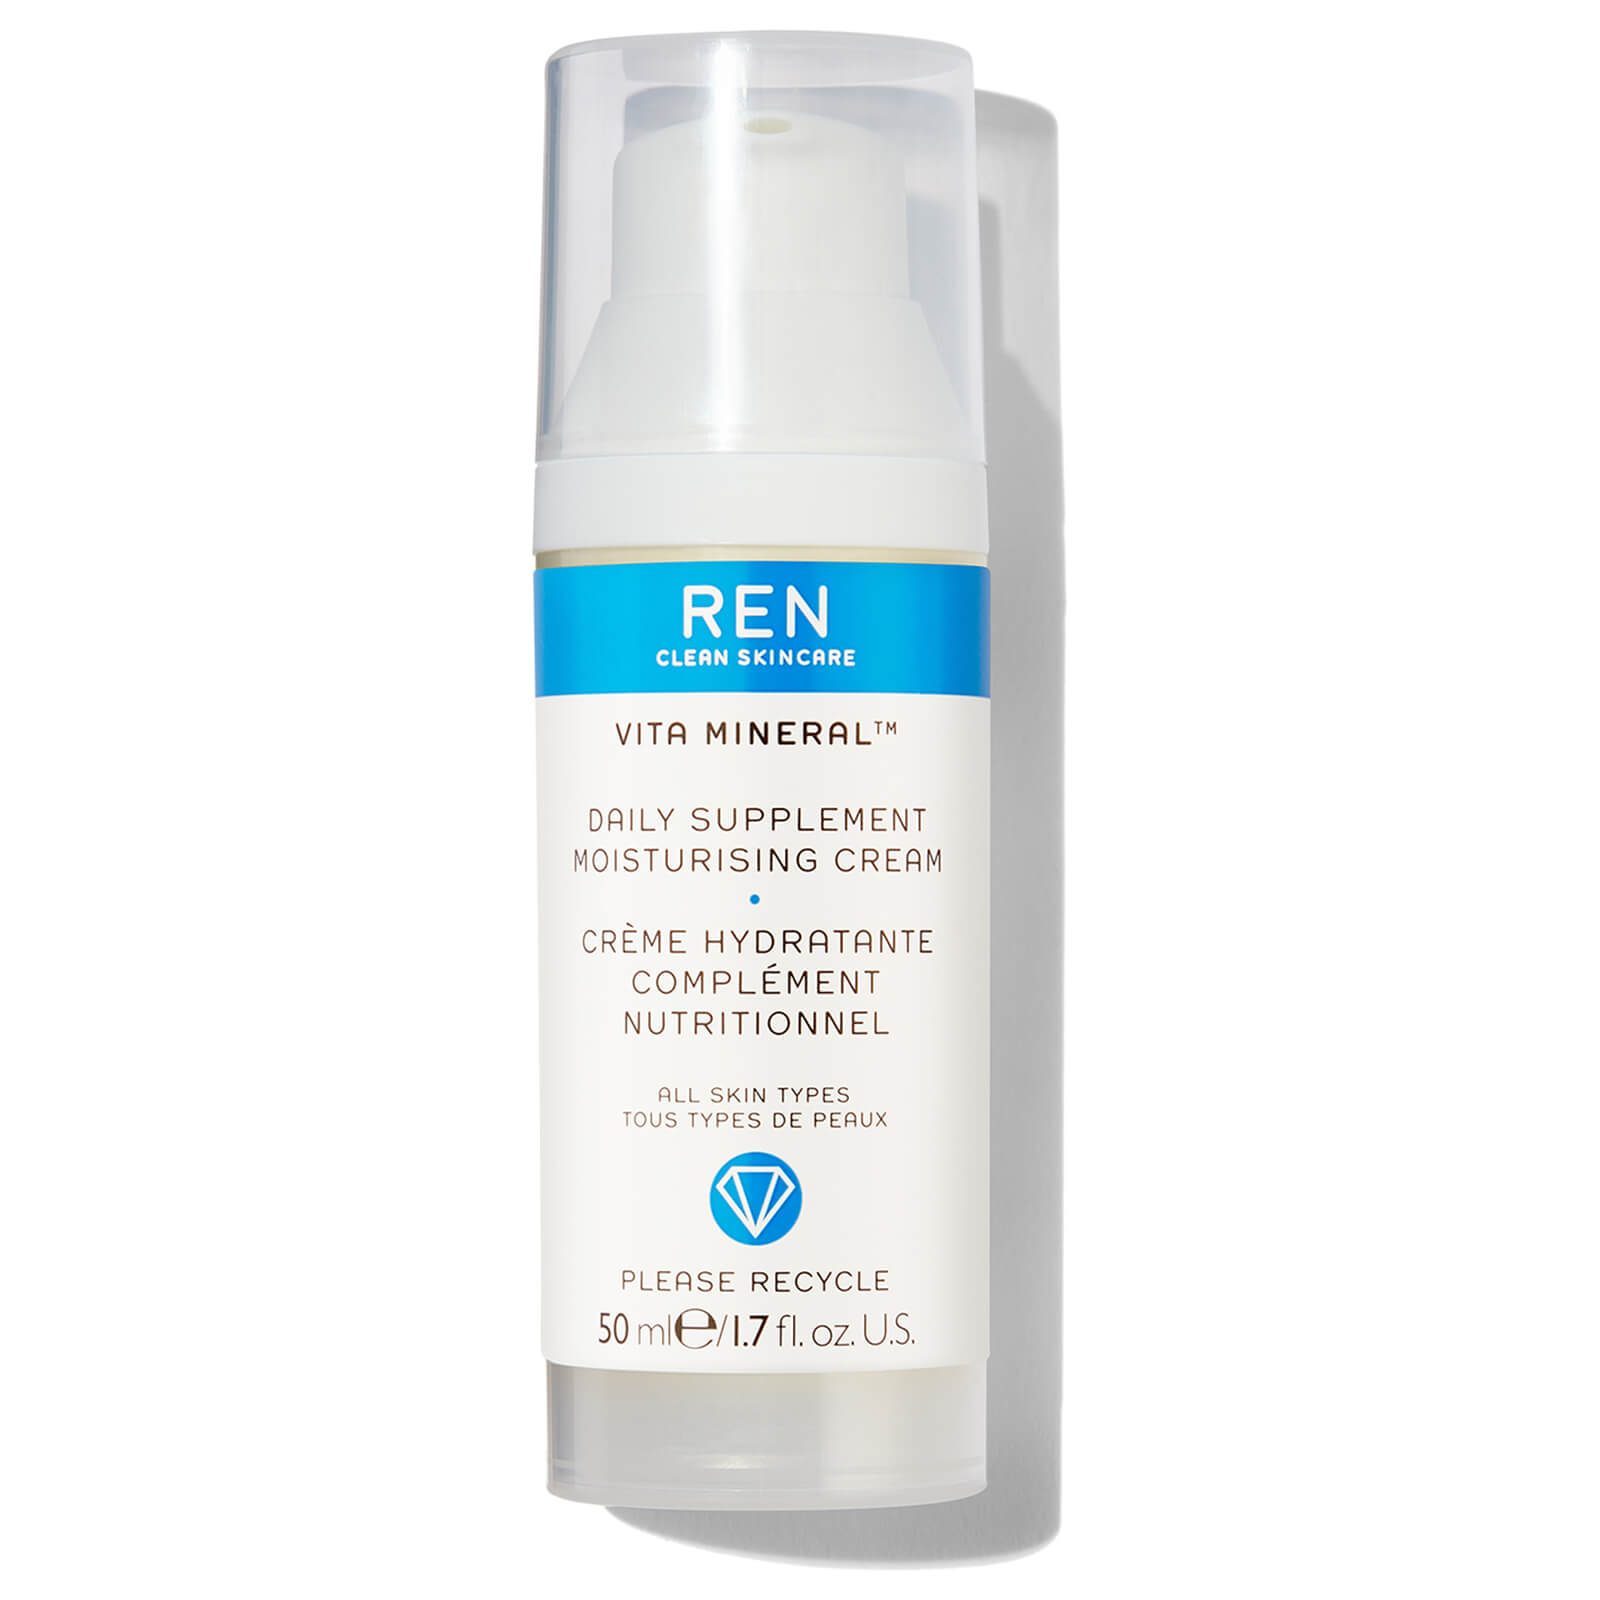 REN
CLEAN SKINCARE
VITA MINERAL™
DAILY SUPPLEMENT
MOISTURISING CREAM
CRÈME HYDRATANTE
COMPLÉMENT
NUTRITIONNEL
ALL SKIN TYPES
TOUS TYPES DE PEAUX
PLEASE RECYCLE
50 ml℮/1.7 fl. oz. U.S.